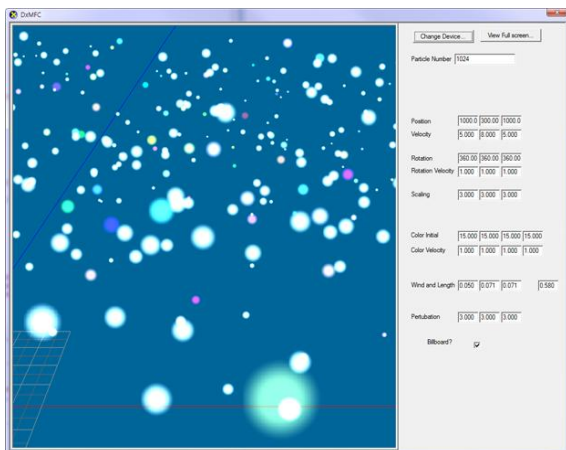 DxMFC
Change Device... View Full screen...
Particle Number 1024
Position 1000.0 300.00 1000.0
Velocity 5.000 8.000 5.000
Rotation 360.00 360.00 360.00
Rotation Velocity 1.000 1.000 1.000
Scaling 3.000 3.000 3.000
Color Initial 15.000 15.000 15.000 15.000
Color Velocity 1.000 1.000 1.000 1.000
Wind and Length 0.050 0.071 0.071 0.580
Pertubation 3.000 3.000 3.000
Billboard?